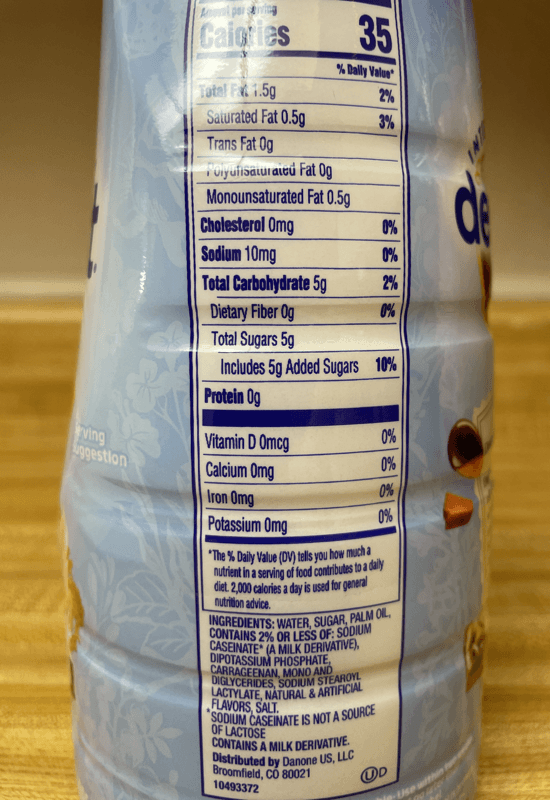 Amount per serving
Calories 35
% Daily Value*
Total Fat 1.5g 2%
Saturated Fat 0.5g 3%
Trans Fat 0g
Polyunsaturated Fat 0g
Monounsaturated Fat 0.5g
Cholesterol 0mg 0%
Sodium 10mg 0%
Total Carbohydrate 5g 2%
Dietary Fiber 0g 0%
Total Sugars 5g
Includes 5g Added Sugars 10%
Protein 0g
Vitamin D 0mcg 0%
Calcium 0mg 0%
Iron 0mg 0%
Potassium 0mg 0%
*The % Daily Value (DV) tells you how much a
nutrient in a serving of food contributes to a daily
diet. 2,000 calories a day is used for general
nutrition advice.
INGREDIENTS: WATER, SUGAR, PALM OIL,
CONTAINS 2% OR LESS OF: SODIUM
CASEINATE* (A MILK DERIVATIVE),
DIPOTASSIUM PHOSPHATE,
CARRAGEENAN, MONO AND
DIGLYCERIDES, SODIUM STEAROYL
LACTYLATE, NATURAL & ARTIFICIAL
FLAVORS, SALT.
*SODIUM CASEINATE IS NOT A SOURCE
OF LACTOSE
CONTAINS A MILK DERIVATIVE.
Distributed by Danone US, LLC
Broomfield, CO 80021
10493372
UD
t.
rving
uggestion
INT
de